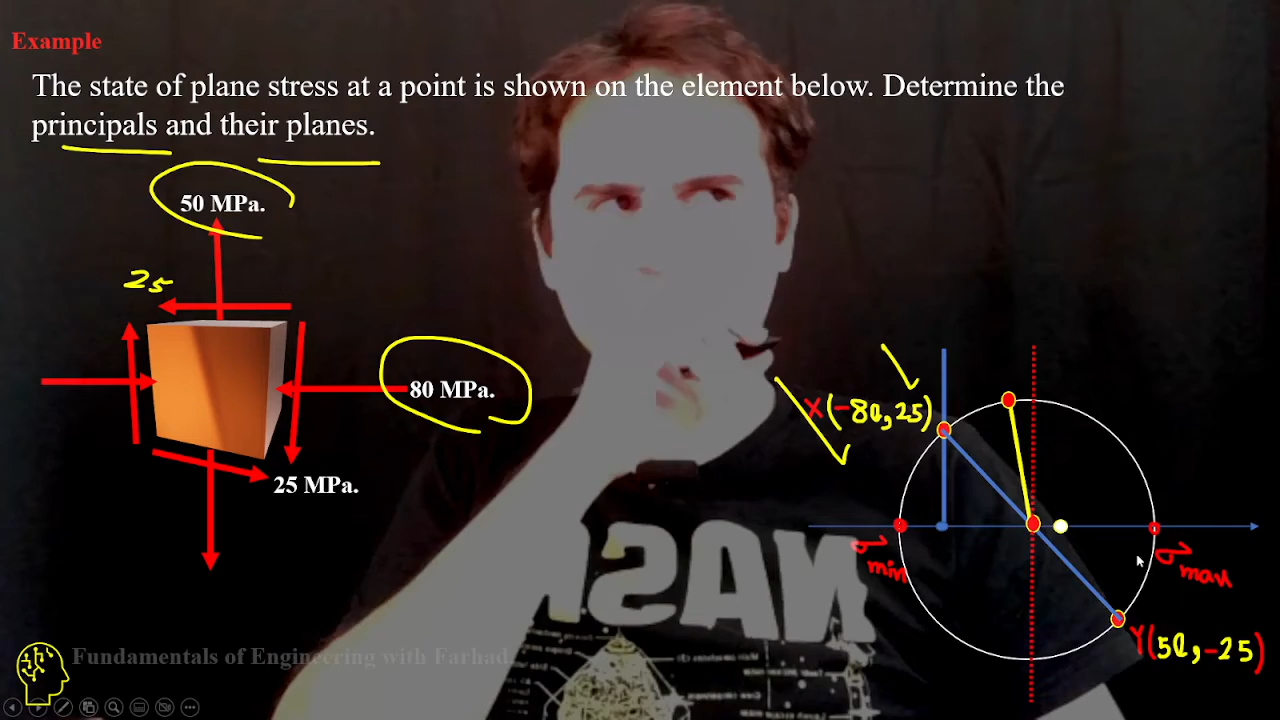 Example
The state of plane stress at a point is shown on the element below. Determine the
principals and their planes.
50 MPa.
25
80 MPa.
25 MPa.
X(-80,25)
σmin
σmax
Y(50,-25)
NASA
Fundamentals of Engineering with Farhad